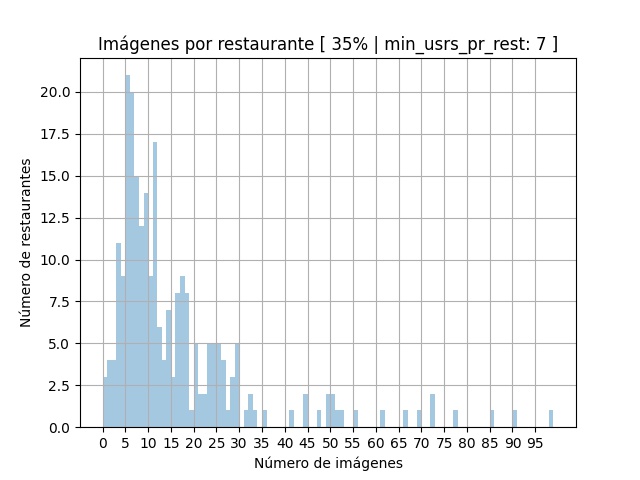 Imágenes por restaurante [ 35% | min_usrs_pr_rest: 7 ]
Número de restaurantes
20.0
17.5
15.0
12.5
10.0
7.5
5.0
2.5
0.0
0 5 10 15 20 25 30 35 40 45 50 55 60 65 70 75 80 85 90 95
Número de imágenes